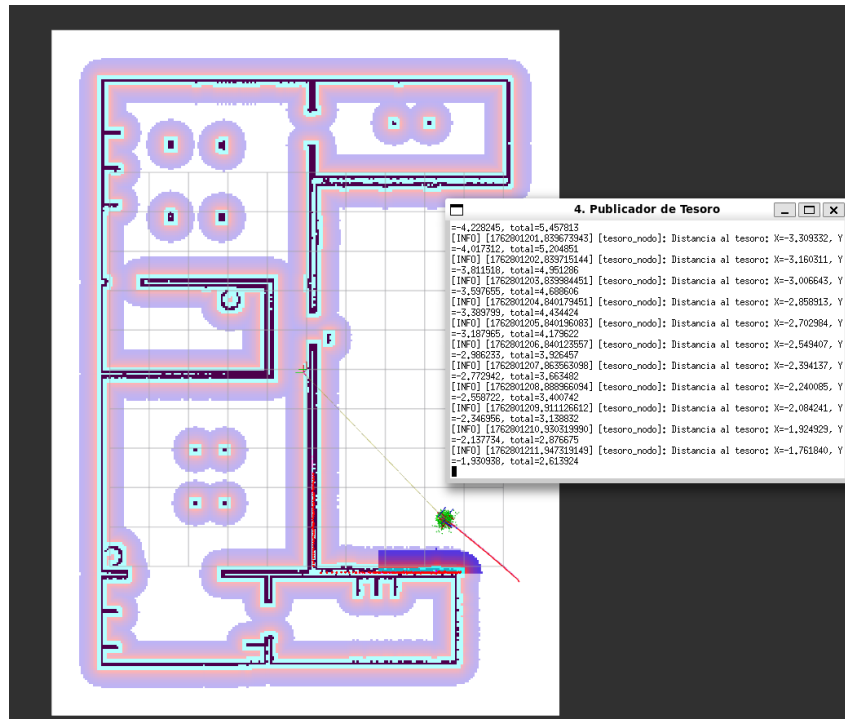 4. Publicador de Tesoro
=-4.228245, total=5.457813
[INFO] [1762801201.839673943] [tesoro_nodo]: Distancia al tesoro: X=-3.309332, Y
=-4.017312, total=5.204851
[INFO] [1762801202.839715144] [tesoro_nodo]: Distancia al tesoro: X=-3.160311, Y
=-3.811518, total=4.951286
[INFO] [1762801203.839984451] [tesoro_nodo]: Distancia al tesoro: X=-3.006643, Y
=-3.597655, total=4.688606
[INFO] [1762801204.840179451] [tesoro_nodo]: Distancia al tesoro: X=-2.858913, Y
=-3.389799, total=4.434424
[INFO] [1762801205.840196083] [tesoro_nodo]: Distancia al tesoro: X=-2.702984, Y
=-3.187965, total=4.179622
[INFO] [1762801206.840123557] [tesoro_nodo]: Distancia al tesoro: X=-2.549407, Y
=-2.986233, total=3.926457
[INFO] [1762801207.863563098] [tesoro_nodo]: Distancia al tesoro: X=-2.394137, Y
=-2.772942, total=3.663482
[INFO] [1762801208.888966094] [tesoro_nodo]: Distancia al tesoro: X=-2.240085, Y
=-2.558722, total=3.400742
[INFO] [1762801209.911126612] [tesoro_nodo]: Distancia al tesoro: X=-2.084241, Y
=-2.346956, total=3.138832
[INFO] [1762801210.930319990] [tesoro_nodo]: Distancia al tesoro: X=-1.924929, Y
=-2.137734, total=2.876675
[INFO] [1762801211.947319149] [tesoro_nodo]: Distancia al tesoro: X=-1.761840, Y
=-1.930938, total=2.613924